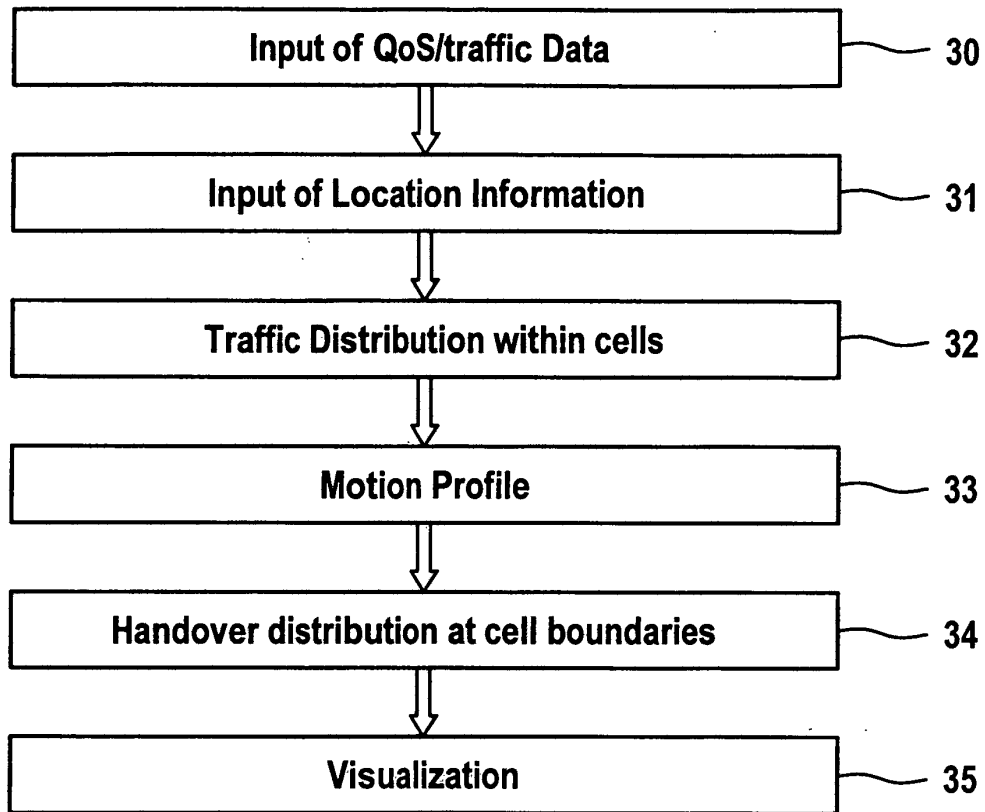 Input of QoS/traffic Data 30
Input of Location Information 31
Traffic Distribution within cells 32
Motion Profile 33
Handover distribution at cell boundaries 34
Visualization 35